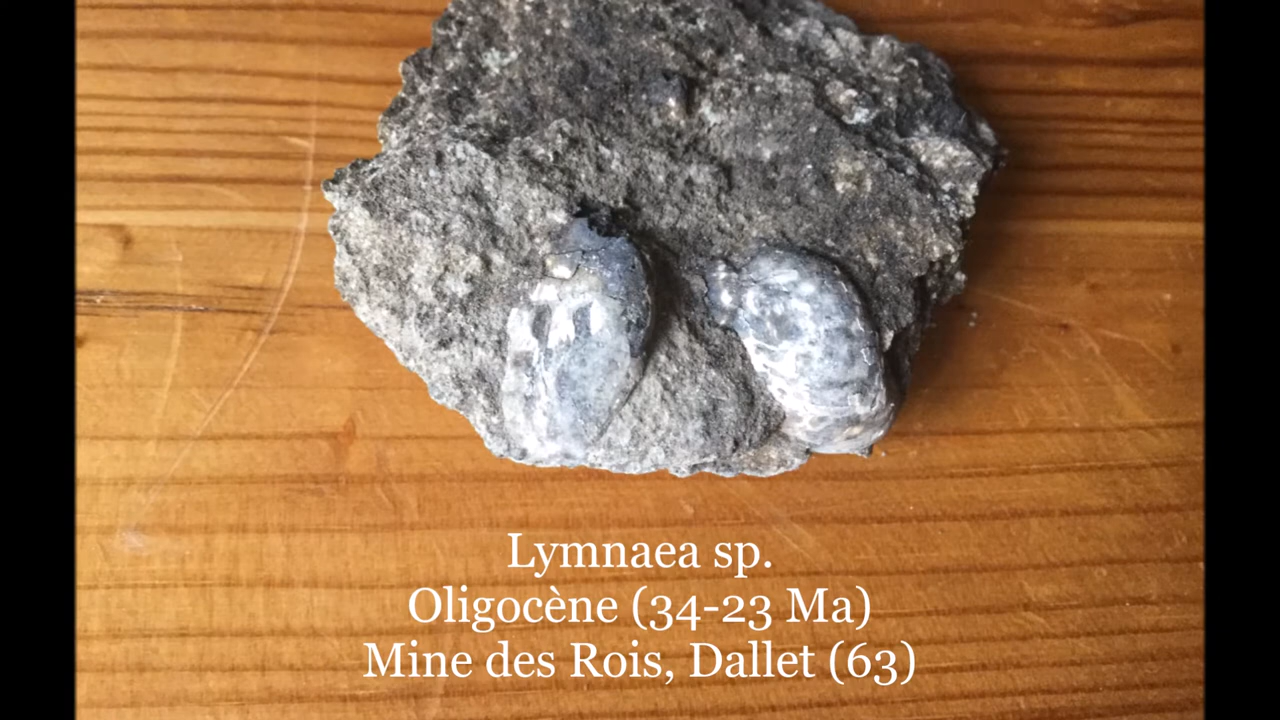 Lymnaea sp.
Oligocène (34-23 Ma)
Mine des Rois, Dallet (63)